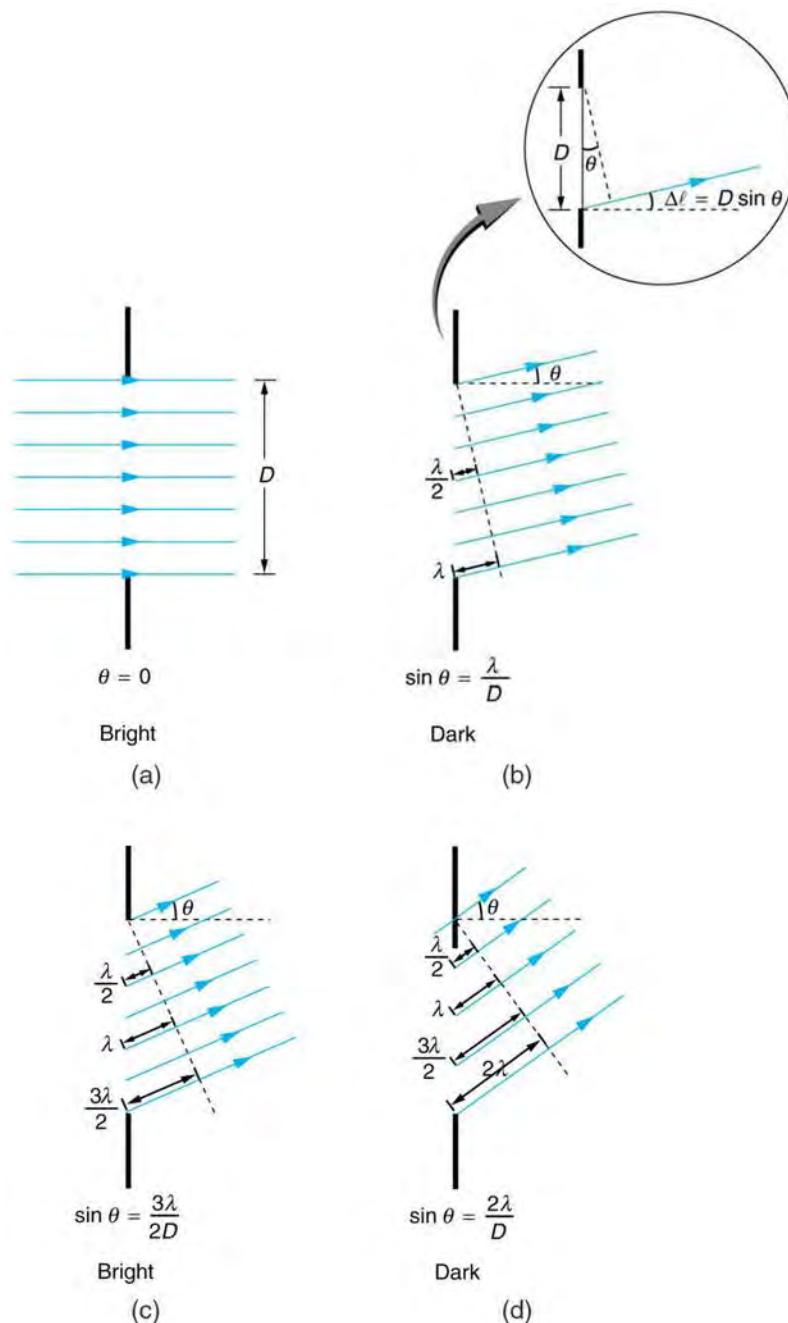 D
θ
Δℓ = D sin θ
D
θ = 0
Bright
(a)
θ
λ/2
λ
sin θ = λ/D
Dark
(b)
θ
λ/2
λ
3λ/2
sin θ = 3λ/2D
Bright
(c)
θ
λ/2
λ
3λ/2
2λ
sin θ = 2λ/D
Dark
(d)